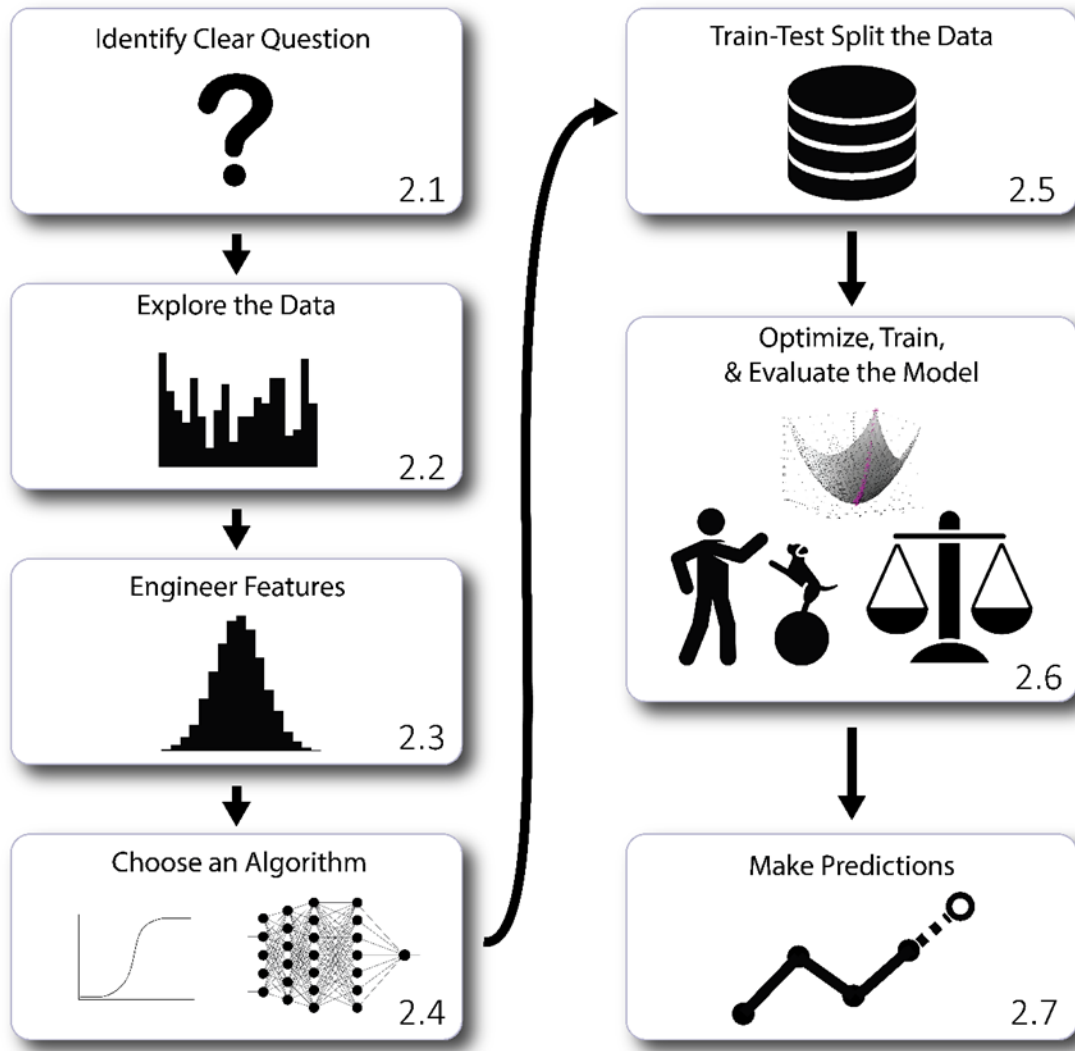 Identify Clear Question
2.1
Explore the Data
2.2
Engineer Features
2.3
Choose an Algorithm
2.4
Train-Test Split the Data
2.5
Optimize, Train,
& Evaluate the Model
2.6
Make Predictions
2.7